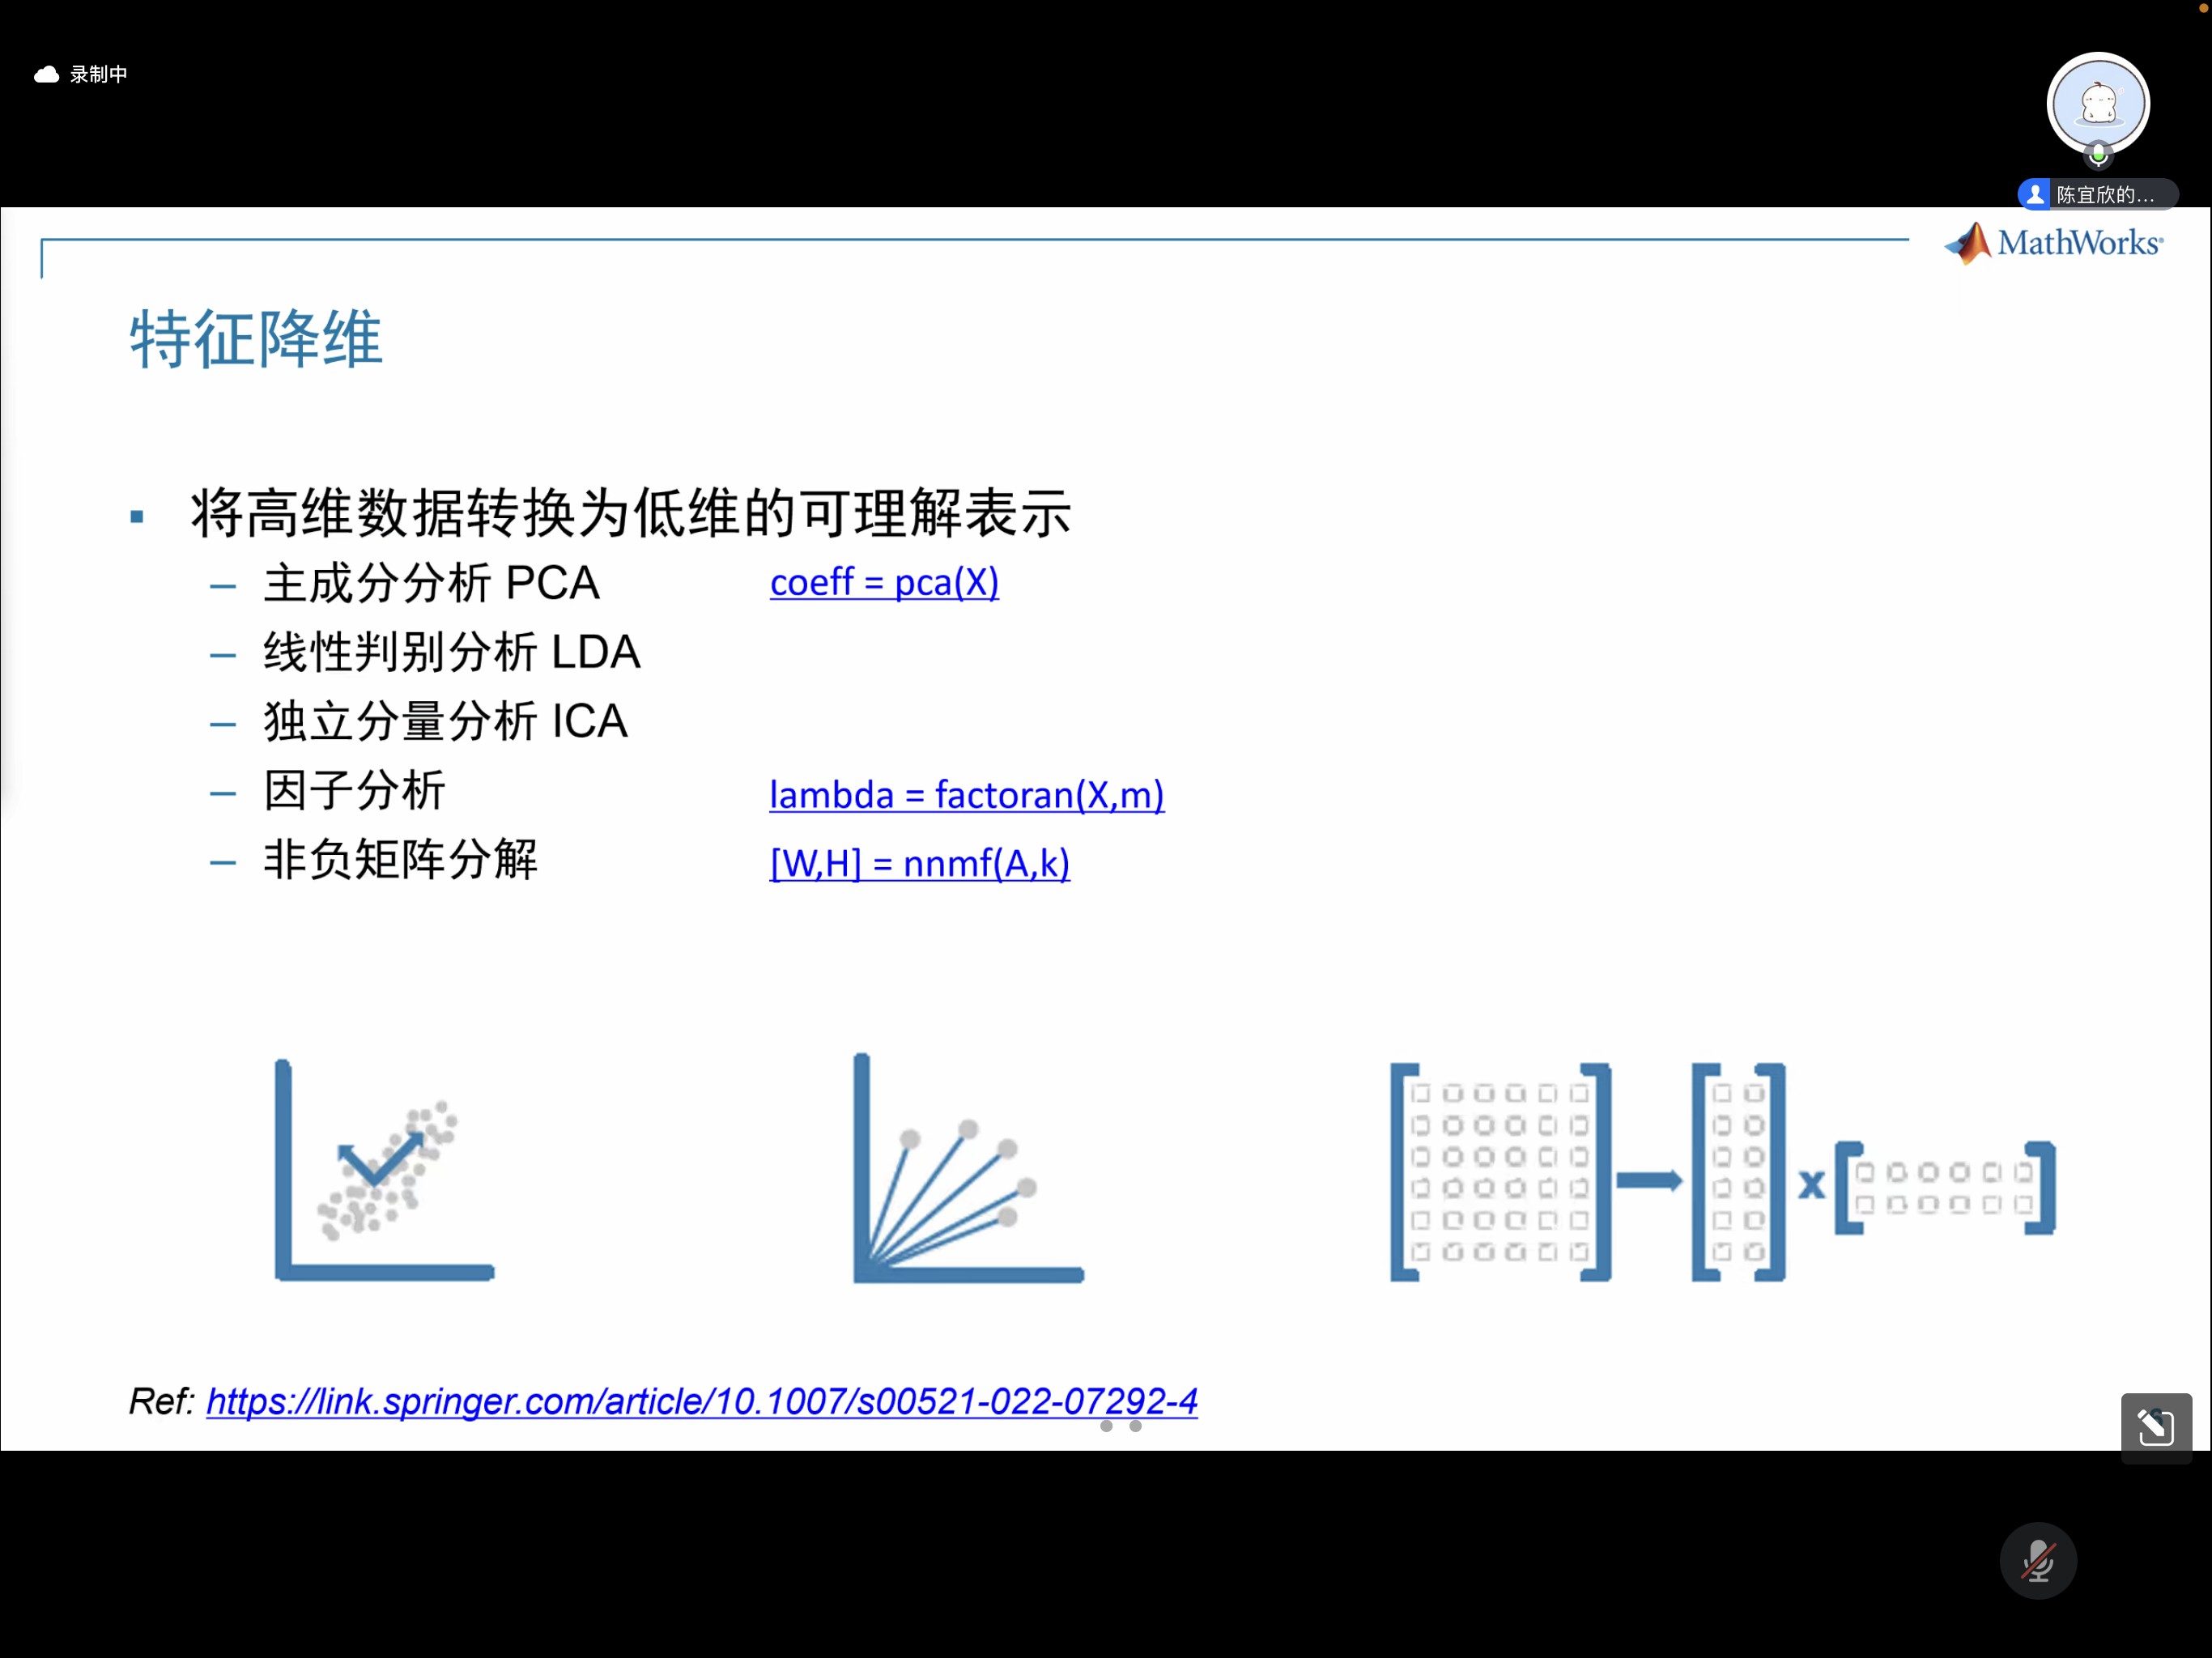 录制中
陈宜欣的...
MathWorks®
特征降维
▪ 将高维数据转换为低维的可理解表示
– 主成分分析 PCA coeff = pca(X)
– 线性判别分析 LDA
– 独立分量分析 ICA
– 因子分析 lambda = factoran(X,m)
– 非负矩阵分解 [W,H] = nnmf(A,k)
x
Ref: https://link.springer.com/article/10.1007/s00521-022-07292-4